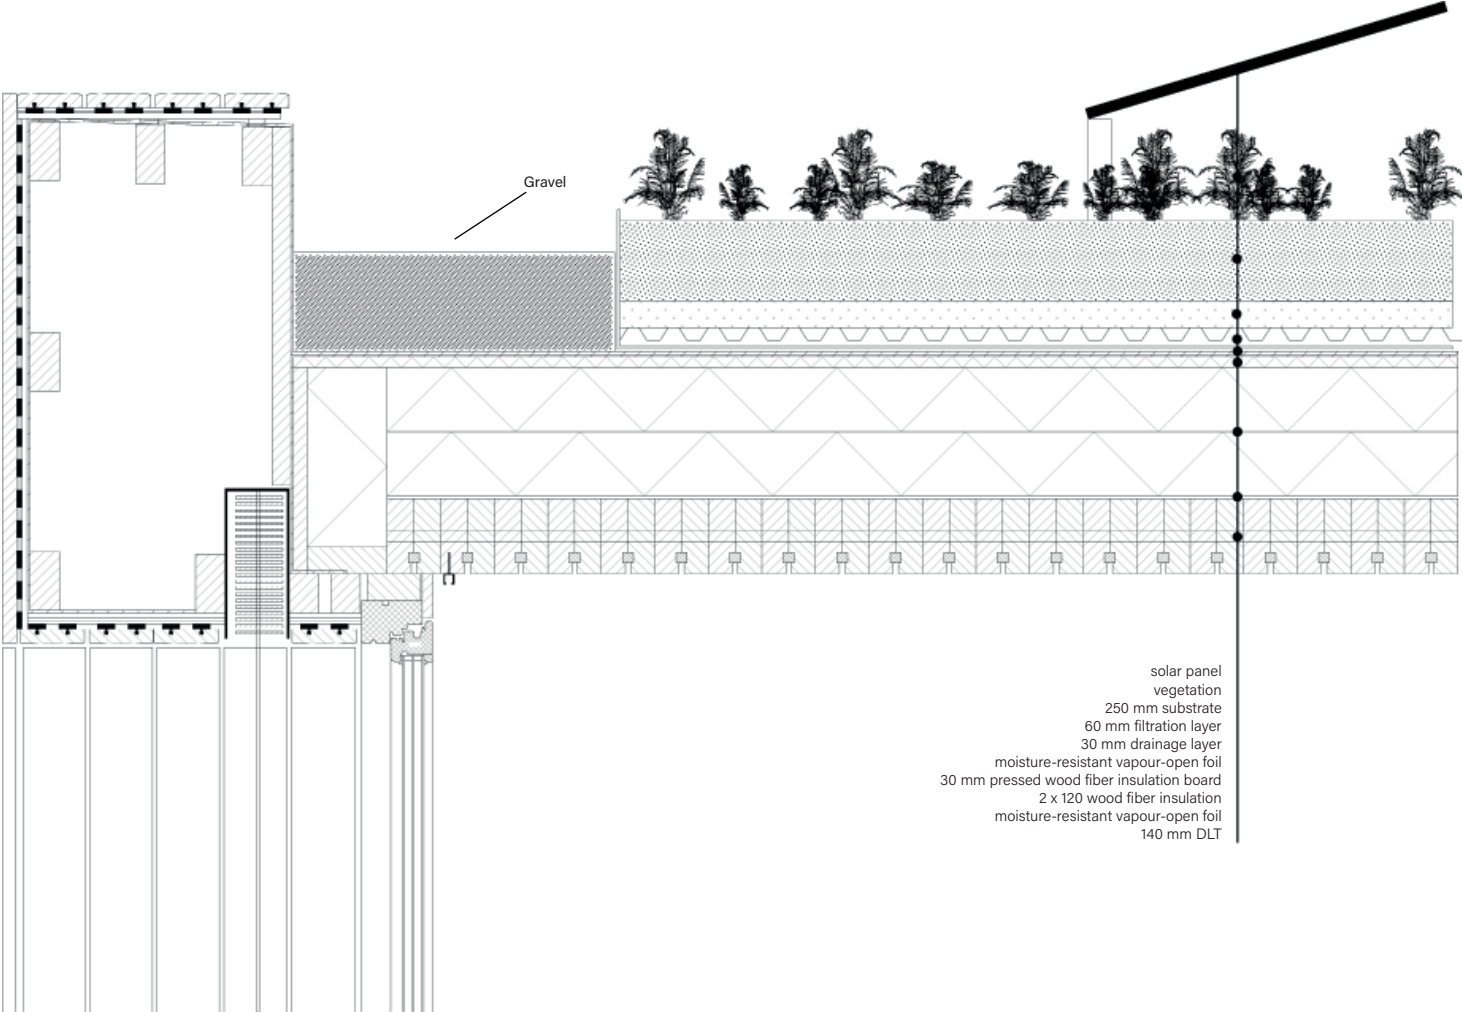 Gravel
solar panel
vegetation
250 mm substrate
60 mm filtration layer
30 mm drainage layer
moisture-resistant vapour-open foil
30 mm pressed wood fiber insulation board
2 x 120 wood fiber insulation
moisture-resistant vapour-open foil
140 mm DLT